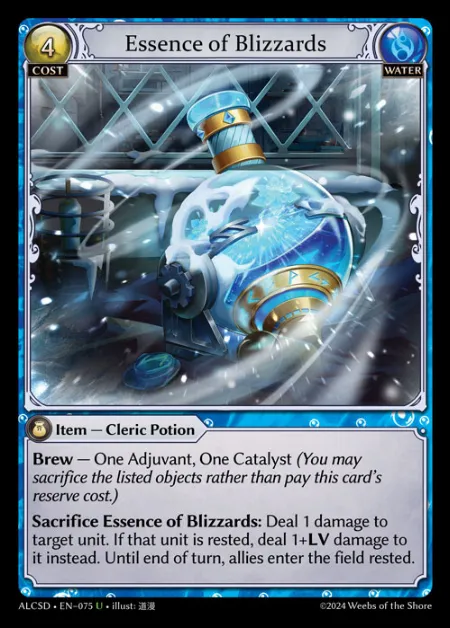 4
Essence of Blizzards
COST
WATER
Item — Cleric Potion
Brew — One Adjuvant, One Catalyst (You may
sacrifice the listed objects rather than pay this card's
reserve cost.)
Sacrifice Essence of Blizzards: Deal 1 damage to
target unit. If that unit is rested, deal 1+LV damage to
it instead. Until end of turn, allies enter the field rested.
ALCSD • EN-075 U • illust: 道漫
©2024 Weebs of the Shore